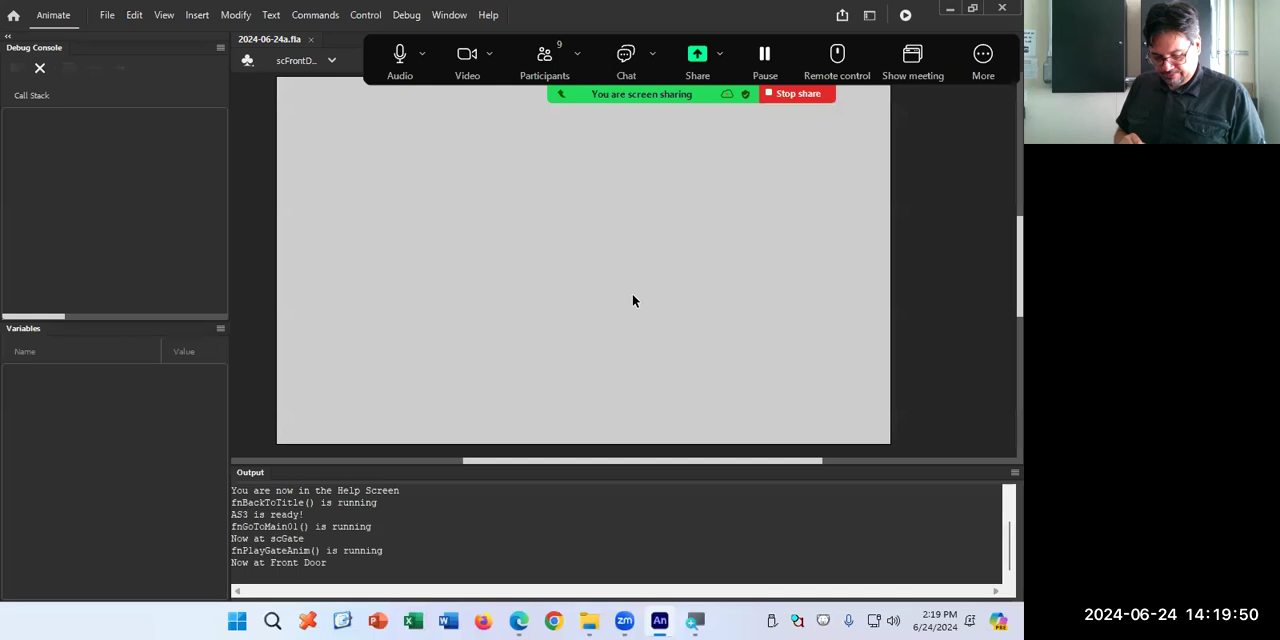 Animate File Edit View Insert Modify Text Commands Control Debug Window Help
Debug Console
2024-06-24a.fla
scFrontD...
9
Audio Video Participants Chat Share Pause Remote control Show meeting More
You are screen sharing Stop share
Call Stack
Variables
Name Value
Output
You are now in the Help Screen
fnBackToTitle() is running
AS3 is ready!
fnGoToMain01() is running
Now at scGate
fnPlayGateAnim() is running
Now at Front Door
2:19 PM
6/24/2024
2024-06-24 14:19:50